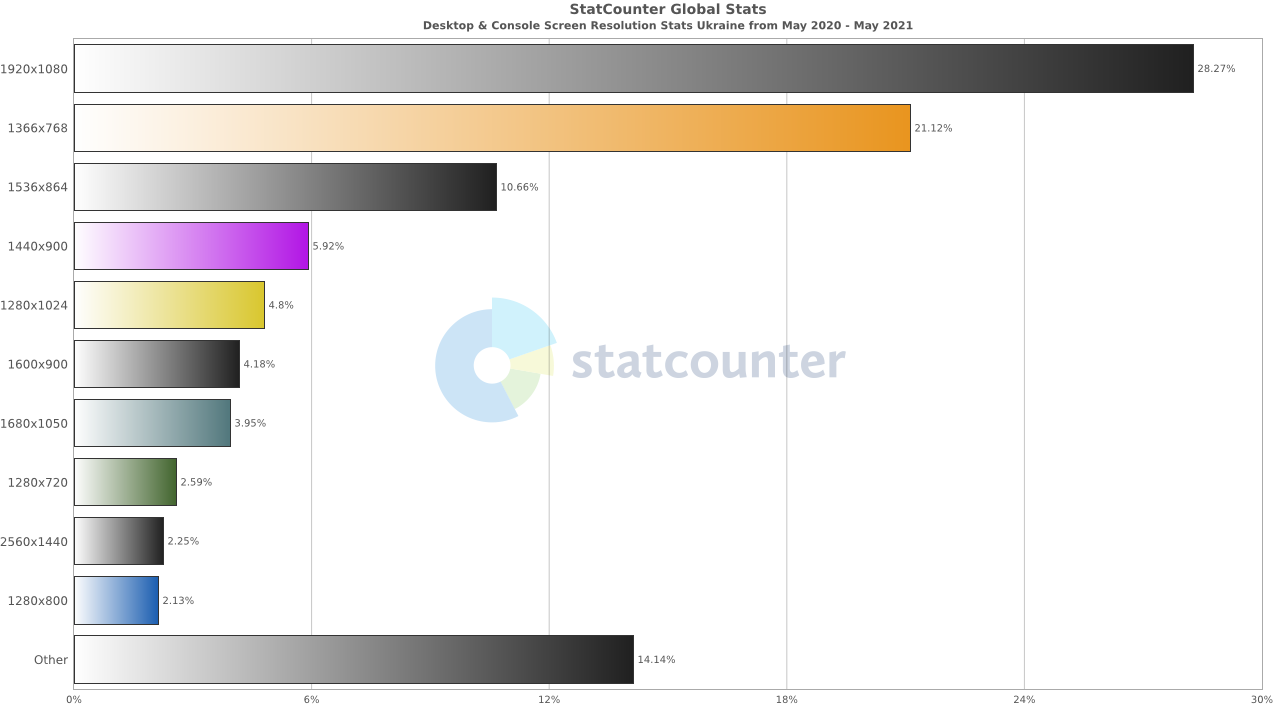 StatCounter Global Stats
Desktop & Console Screen Resolution Stats Ukraine from May 2020 - May 2021
1920x1080 28.27%
1366x768 21.12%
1536x864 10.66%
1440x900 5.92%
1280x1024 4.8%
1600x900 4.18%
statcounter
1680x1050 3.95%
1280x720 2.59%
2560x1440 2.25%
1280x800 2.13%
Other 14.14%
0% 6% 12% 18% 24% 30%